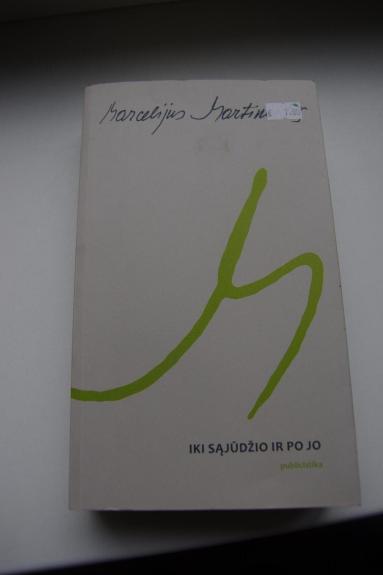 Marcelijus
IKI SĄJŪDŽIO IR PO JO
publicistika